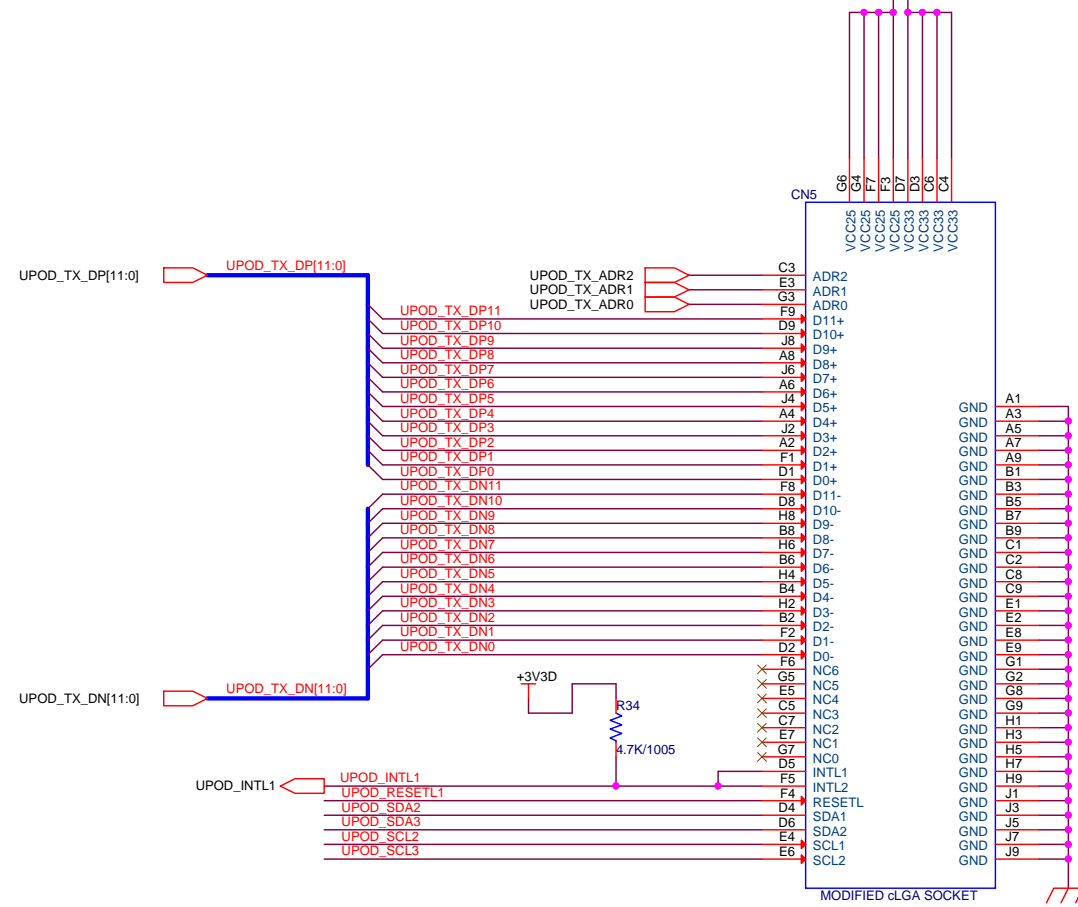 G6 G4 F7 F3 D7 D3 C6 C4
CN5
VCC25 VCC25 VCC25 VCC25 VCC33 VCC33 VCC33 VCC33
UPOD_TX_DP[11:0] UPOD_TX_DP[11:0]
UPOD_TX_ADR2 C3 ADR2
UPOD_TX_ADR1 E3 ADR1
UPOD_TX_ADR0 G3 ADR0
UPOD_TX_DP11 F9 D11+
UPOD_TX_DP10 D9 D10+
UPOD_TX_DP9 J8 D9+
UPOD_TX_DP8 A8 D8+
UPOD_TX_DP7 J6 D7+
UPOD_TX_DP6 A6 D6+
UPOD_TX_DP5 J4 D5+ GND A1
UPOD_TX_DP4 A4 D4+ GND A3
UPOD_TX_DP3 J2 D3+ GND A5
UPOD_TX_DP2 A2 D2+ GND A7
UPOD_TX_DP1 F1 D1+ GND A9
UPOD_TX_DP0 D1 D0+ GND B1
UPOD_TX_DN11 F8 D11- GND B3
UPOD_TX_DN10 D8 D10- GND B5
UPOD_TX_DN9 H8 D9- GND B7
UPOD_TX_DN8 B8 D8- GND B9
UPOD_TX_DN7 H6 D7- GND C1
UPOD_TX_DN6 B6 D6- GND C2
UPOD_TX_DN5 H4 D5- GND C8
UPOD_TX_DN4 B4 D4- GND C9
UPOD_TX_DN3 H2 D3- GND E1
UPOD_TX_DN2 B2 D2- GND E2
UPOD_TX_DN1 F2 D1- GND E8
UPOD_TX_DN0 D2 D0- GND E9
F6 NC6 GND G1
UPOD_TX_DN[11:0] UPOD_TX_DN[11:0] +3V3D G5 NC5 GND G2
E5 NC4 GND G8
R34 C5 NC3 GND G9
C7 NC2 GND H1
E7 NC1 GND H3
4.7K/1005 G7 NC0 GND H5
D5 INTL1 GND H7
UPOD_INTL1 UPOD_INTL1 F5 INTL2 GND H9
UPOD_RESETL1 F4 RESETL GND J1
UPOD_SDA2 D4 SDA1 GND J3
UPOD_SDA3 D6 SDA2 GND J5
UPOD_SCL2 E4 SCL1 GND J7
UPOD_SCL3 E6 SCL2 GND J9
MODIFIED cLGA SOCKET